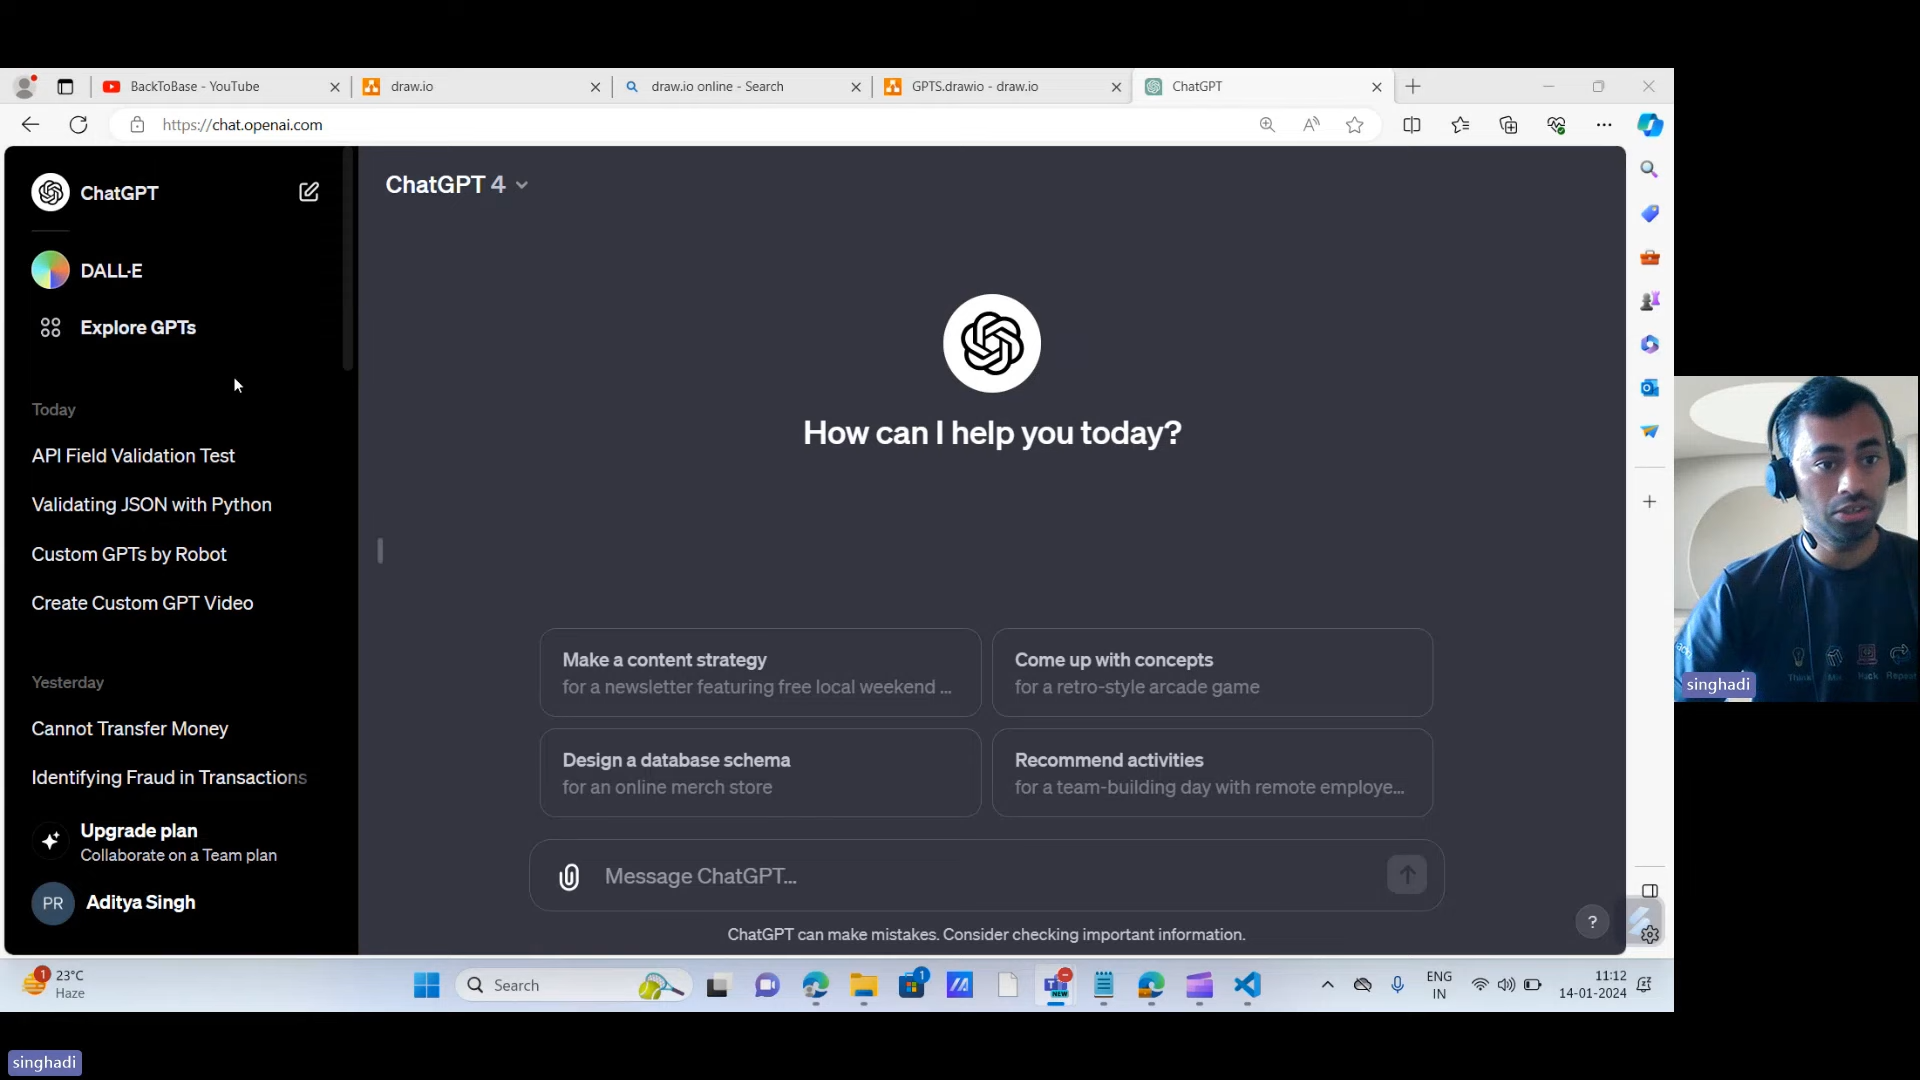 BackToBase - YouTube
draw.io
draw.io online - Search
GPTS.drawio - draw.io
ChatGPT
https://chat.openai.com
ChatGPT
DALL·E
Explore GPTs
Today
API Field Validation Test
Validating JSON with Python
Custom GPTs by Robot
Create Custom GPT Video
Yesterday
Cannot Transfer Money
Identifying Fraud in Transactions
Upgrade plan
Collaborate on a Team plan
PR
Aditya Singh
ChatGPT 4
How can I help you today?
Make a content strategy
for a newsletter featuring free local weekend ...
Come up with concepts
for a retro-style arcade game
Design a database schema
for an online merch store
Recommend activities
for a team-building day with remote employe...
Message ChatGPT...
ChatGPT can make mistakes. Consider checking important information.
?
Think Hack Repeat
singhadi
1
23°C
Haze
Search
1
NEW
ENG
IN
11:12
14-01-2024
singhadi